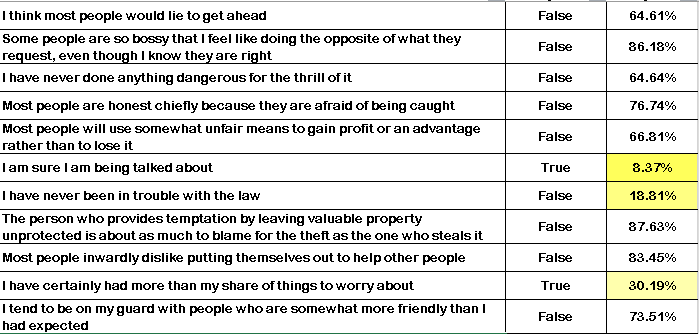 I think most people would lie to get ahead False 64.61%
Some people are so bossy that I feel like doing the opposite of what they
request, even though I know they are right False 86.18%
I have never done anything dangerous for the thrill of it False 64.64%
Most people are honest chiefly because they are afraid of being caught False 76.74%
Most people will use somewhat unfair means to gain profit or an advantage
rather than to lose it False 66.81%
I am sure I am being talked about True 8.37%
I have never been in trouble with the law False 18.81%
The person who provides temptation by leaving valuable property
unprotected is about as much to blame for the theft as the one who steals it False 87.63%
Most people inwardly dislike putting themselves out to help other people False 83.45%
I have certainly had more than my share of things to worry about True 30.19%
I tend to be on my guard with people who are somewhat more friendly than I
had expected False 73.51%